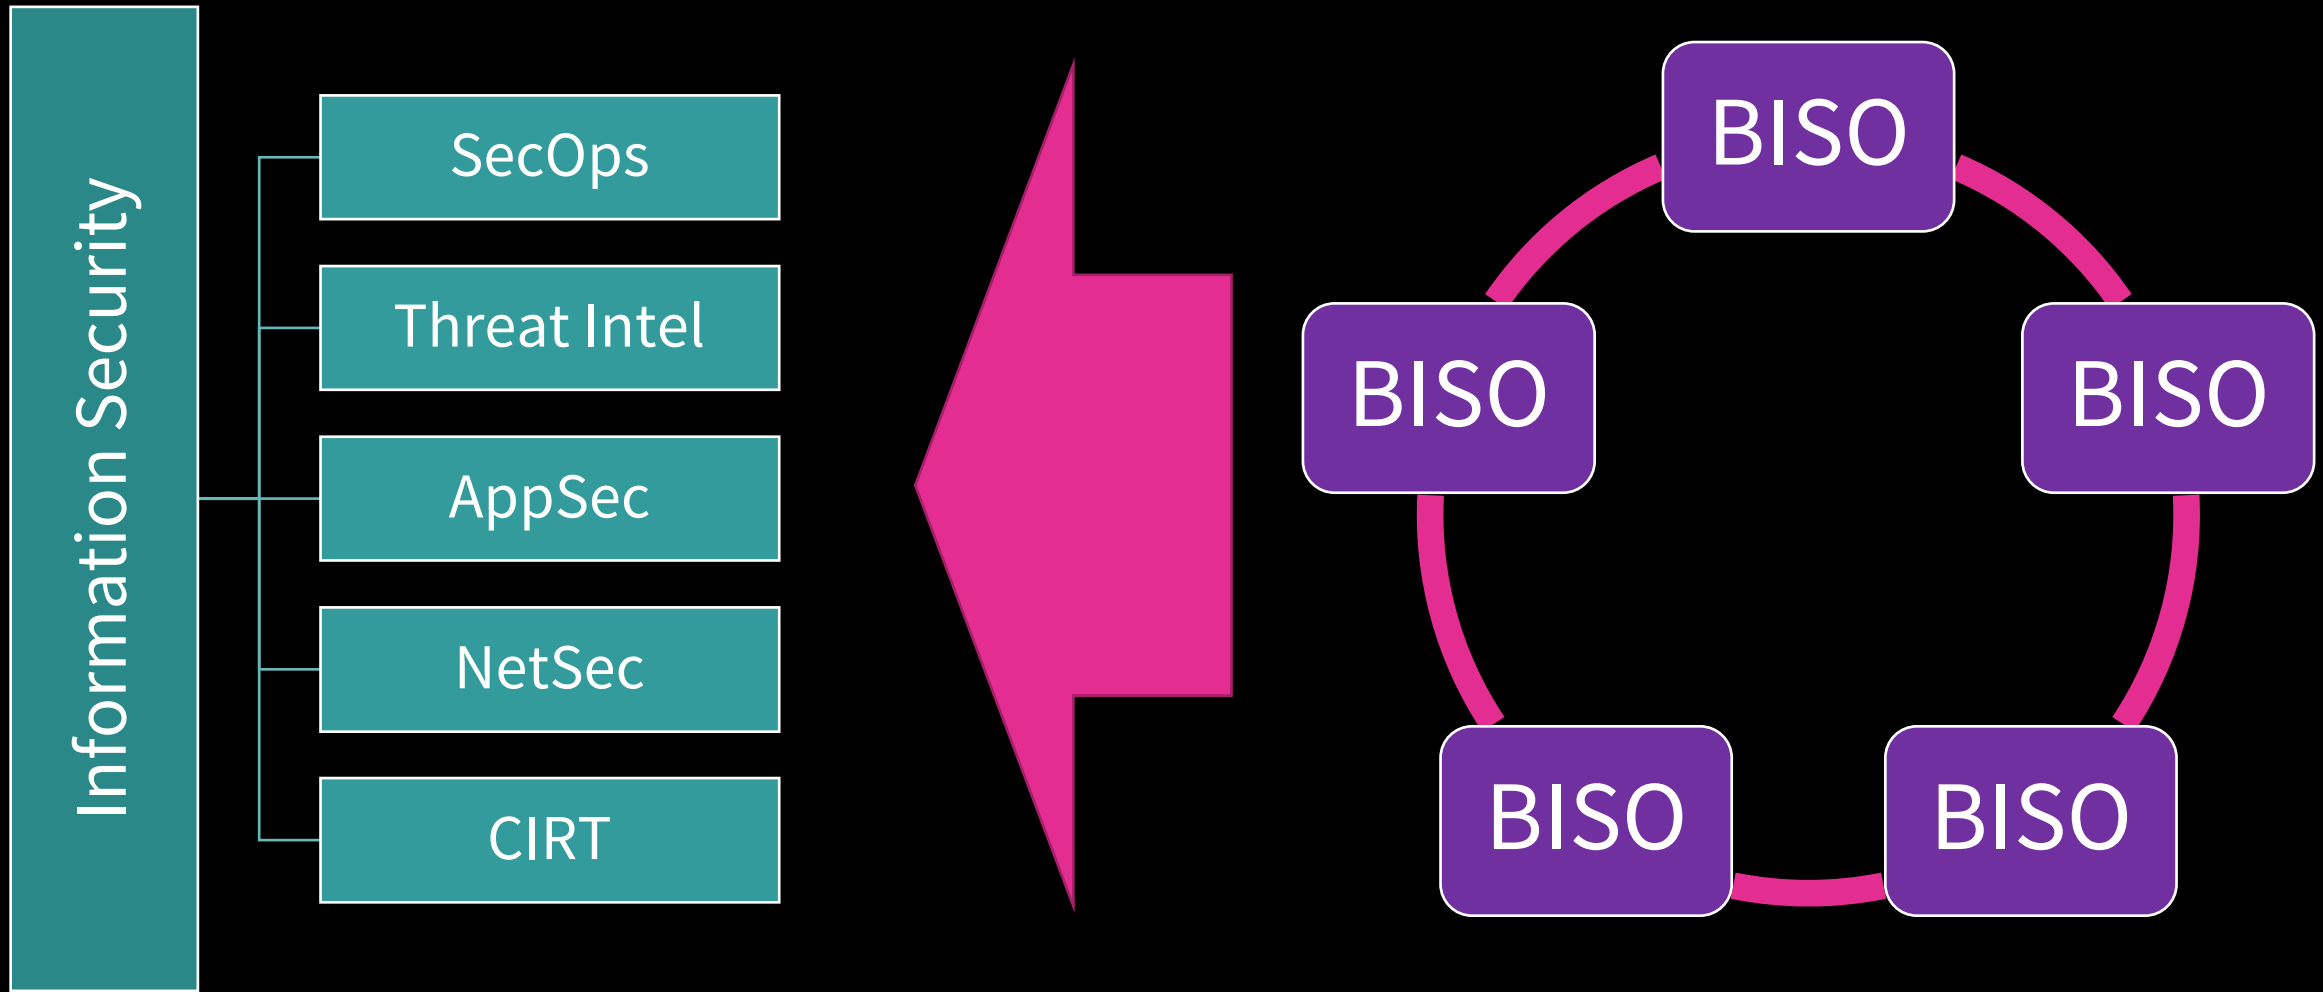 Information Security
SecOps
Threat Intel
AppSec
NetSec
CIRT
BISO
BISO
BISO
BISO
BISO